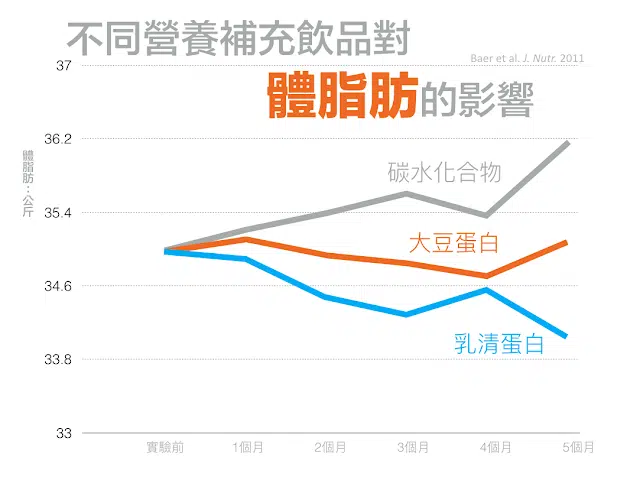 不同營養補充飲品對
Baer et al. J. Nutr. 2011
體脂肪的影響
37
36.2
35.4
34.6
33.8
33
體脂肪：公斤
碳水化合物
大豆蛋白
乳清蛋白
實驗前 1個月 2個月 3個月 4個月 5個月